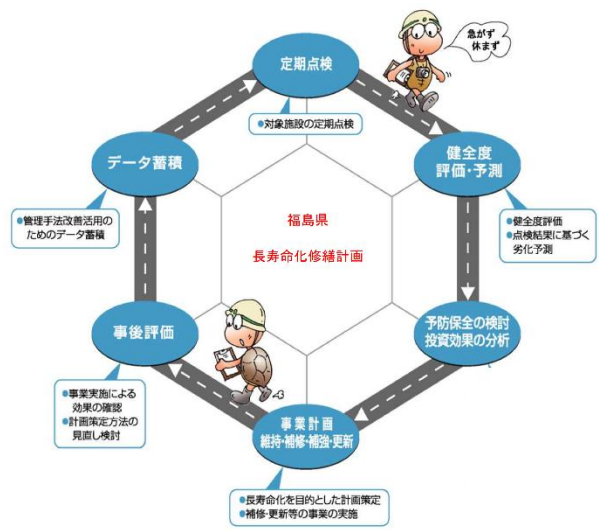 急がず
休まず
定期点検
●対象施設の定期点検
健全度
評価・予測
●健全度評価
●点検結果に基づく
劣化予測
予防保全の検討
投資効果の分析
事業計画
維持・補修・補強・更新
●長寿命化を目的とした計画策定
●補修・更新等の事業の実施
事後評価
●事業実施による
効果の確認
●計画策定方法の
見直し検討
データ蓄積
●管理手法改善活用の
ためのデータ蓄積
福島県
長寿命化修繕計画